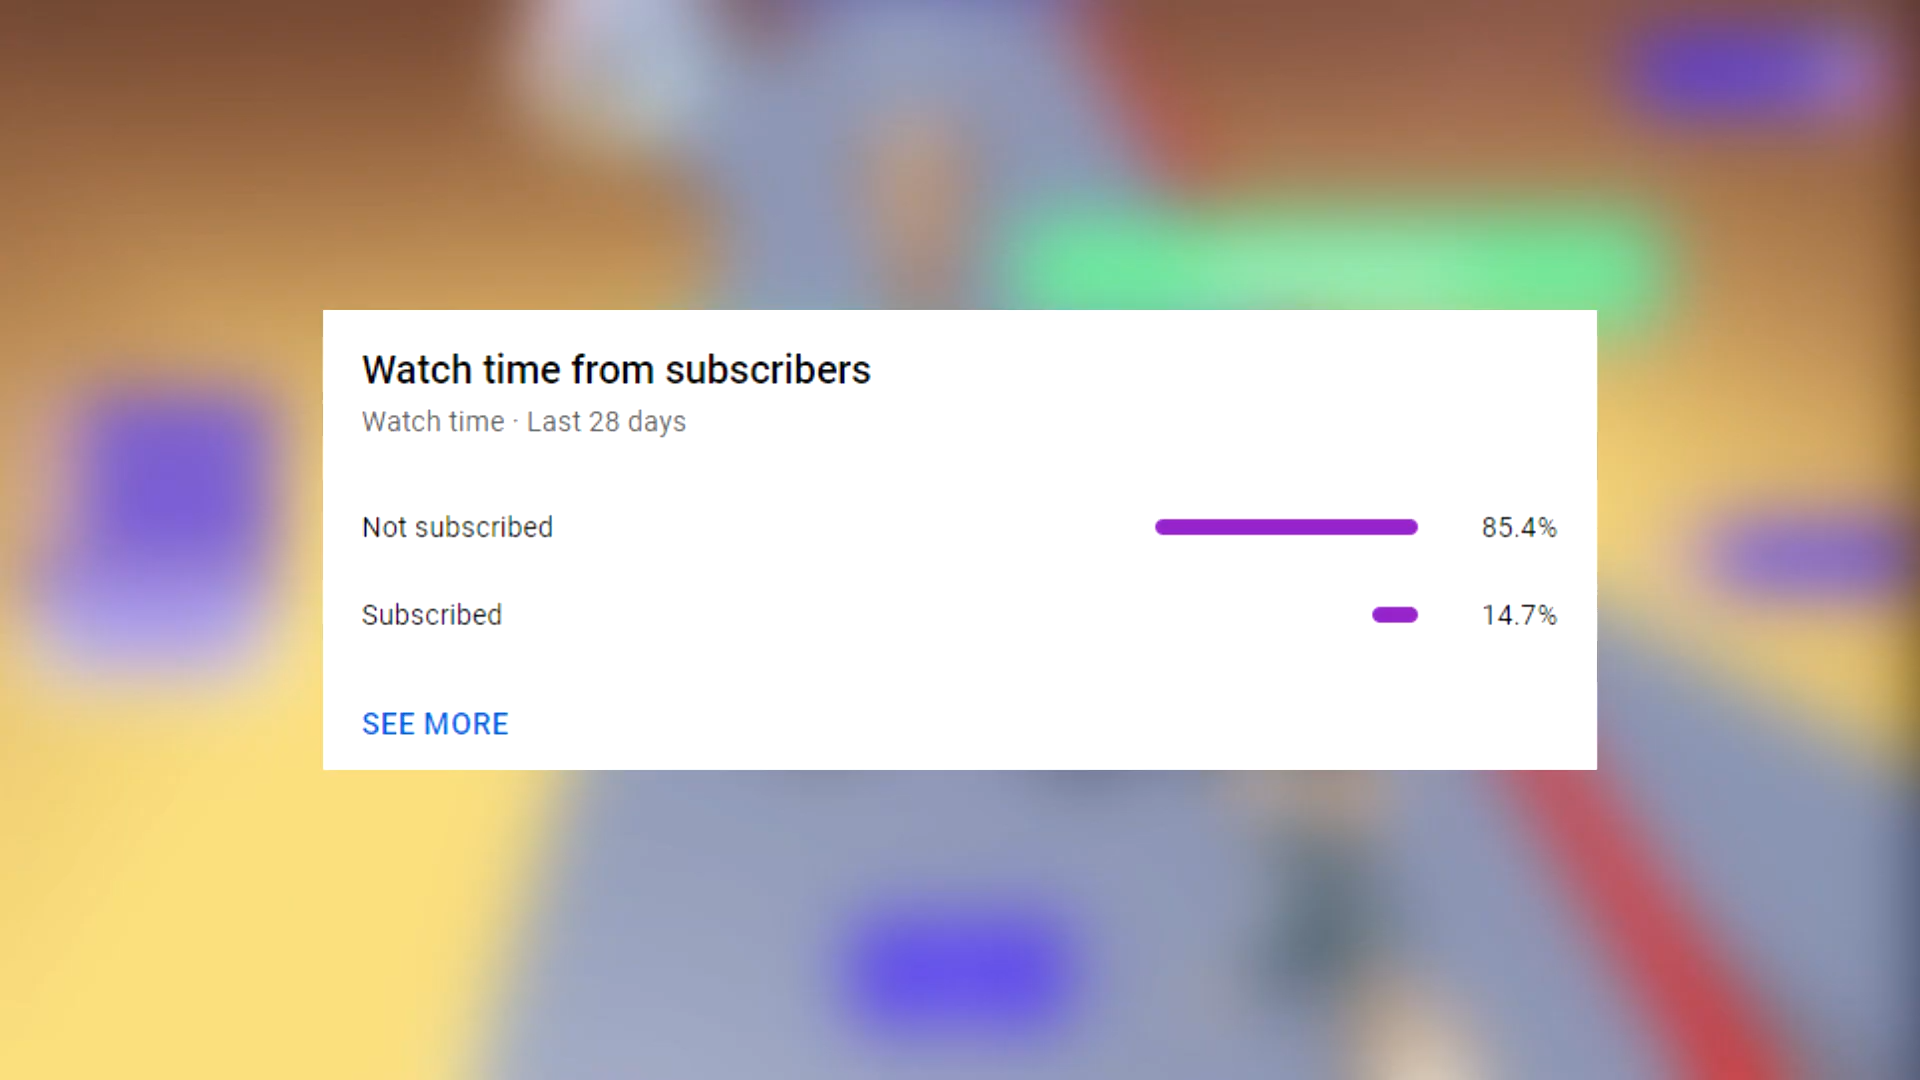 Watch time from subscribers
Watch time · Last 28 days
Not subscribed 85.4%
Subscribed 14.7%
SEE MORE